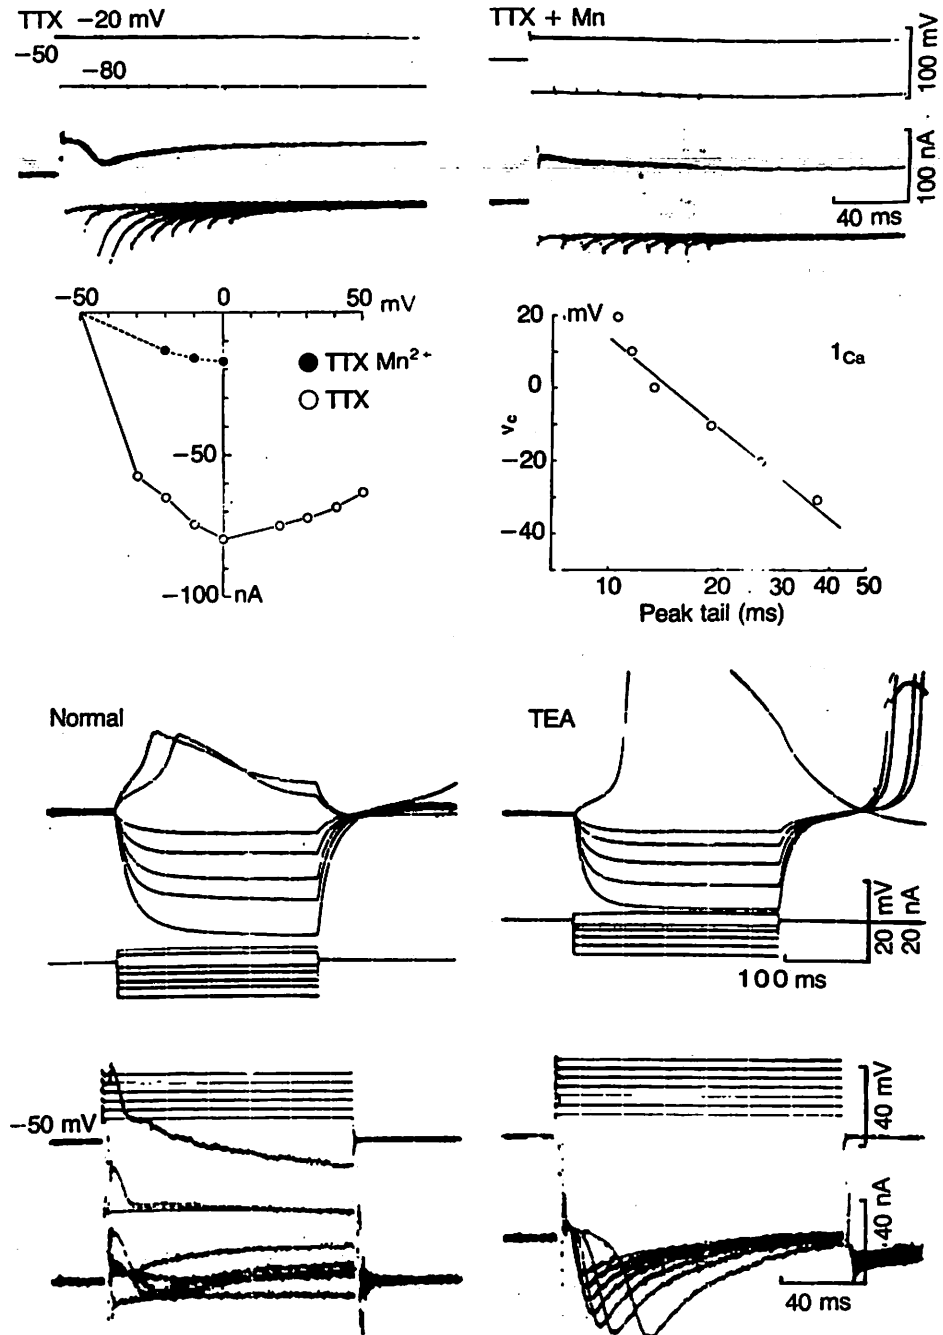 TTX −20 mV
−50
−80
TTX + Mn
100 mV
100 nA
40 ms
−50 0 50 mV
● TTX Mn²⁺
○ TTX
−50
−100 nA
20 mV
0
−20
−40
Vc
1Ca
10 20 30 40 50
Peak tail (ms)
Normal
TEA
20 mV
20 nA
100 ms
−50 mV
40 mV
40 nA
40 ms